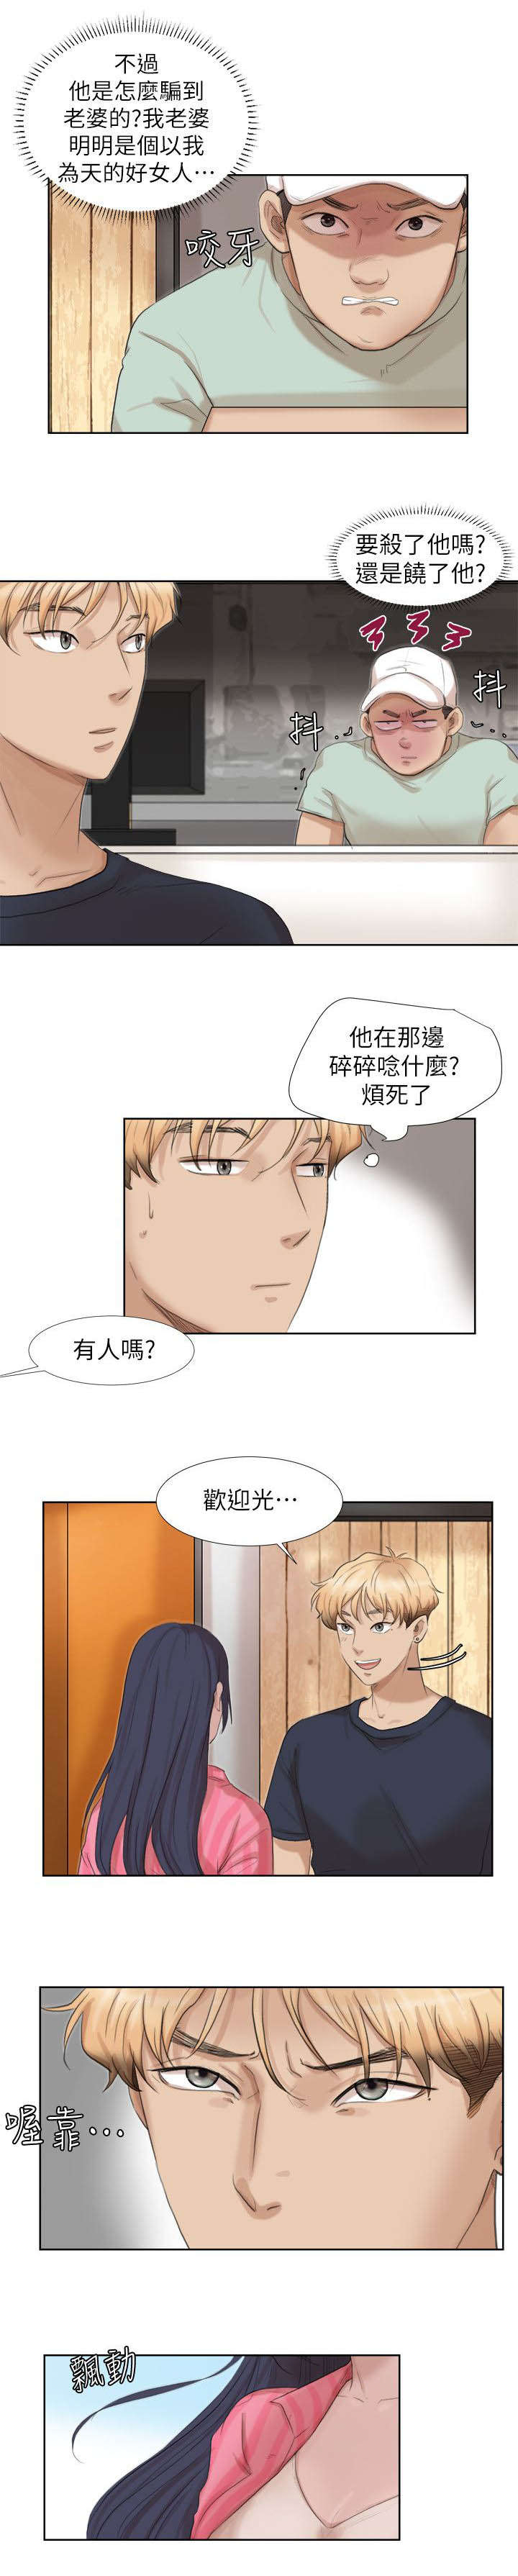 不過
他是怎麼騙到
老婆的?我老婆
明明是個以我
為天的好女人…
咬牙
要殺了他嗎?
還是饒了他?
抖
抖
他在那邊
碎碎唸什麼?
煩死了
有人嗎?
歡迎光…
喔靠…
飄動